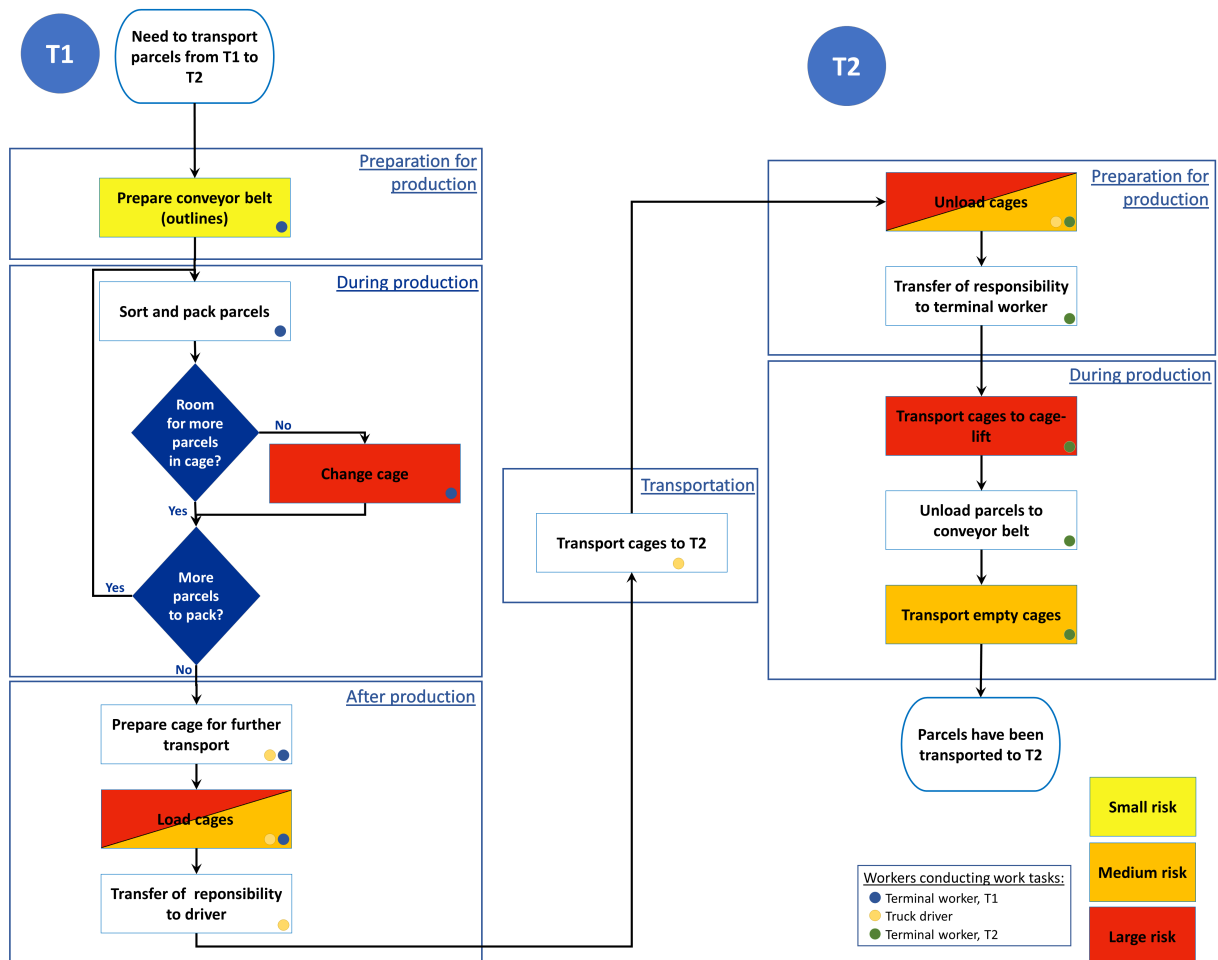 T1
Need to transport
parcels from T1 to
T2
Preparation for
production
Prepare conveyor belt
(outlines)
During production
Sort and pack parcels
Room
for more
parcels
in cage?
No
Change cage
Yes
More
parcels
to pack?
Yes
No
After production
Prepare cage for further
transport
Load cages
Transfer of reponsibility
to driver
Transportation
Transport cages to T2
T2
Preparation for
production
Unload cages
Transfer of responsibility
to terminal worker
During production
Transport cages to cage-
lift
Unload parcels to
conveyor belt
Transport empty cages
Parcels have been
transported to T2
Workers conducting work tasks:
Terminal worker, T1
Truck driver
Terminal worker, T2
Small risk
Medium risk
Large risk